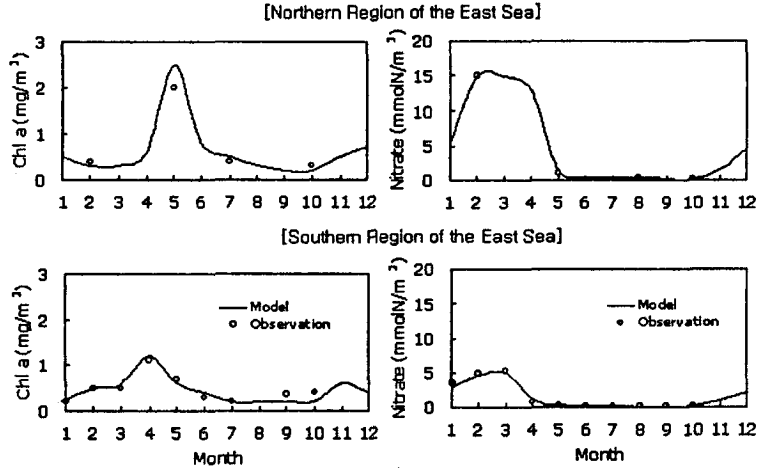 [Northern Region of the East Sea]
Chl a (mg/m³)
3
2
1
0
1 2 3 4 5 6 7 8 9 10 11 12
Nitrate (mmolN/m³)
20
15
10
5
0
1 2 3 4 5 6 7 8 9 10 11 12
[Southern Region of the East Sea]
Chl a (mg/m³)
3
2
1
0
Model
Observation
1 2 3 4 5 6 7 8 9 10 11 12
Month
Nitrate (mmolN/m³)
20
15
10
5
0
Model
Observation
1 2 3 4 5 6 7 8 9 10 11 12
Month